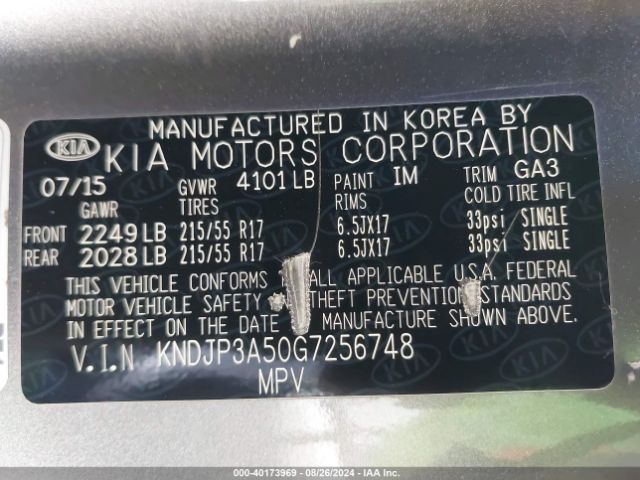 MANUFACTURED IN KOREA BY
KIA KIA MOTORS CORPORATION
07/15 GVWR 4101 LB PAINT IM TRIM GA3
GAWR TIRES RIMS COLD TIRE INFL
FRONT 2249 LB 215/55 R17 6.5JX17 33psi SINGLE
REAR 2028 LB 215/55 R17 6.5JX17 33psi SINGLE
THIS VEHICLE CONFORMS ALL APPLICABLE U.S.A. FEDERAL
MOTOR VEHICLE SAFETY THEFT PREVENTION STANDARDS
IN EFFECT ON THE DATE MANUFACTURE SHOWN ABOVE.
V.I.N KNDJP3A50G7256748
MPV
000-40173969 - 08/26/2024 - IAA Inc.